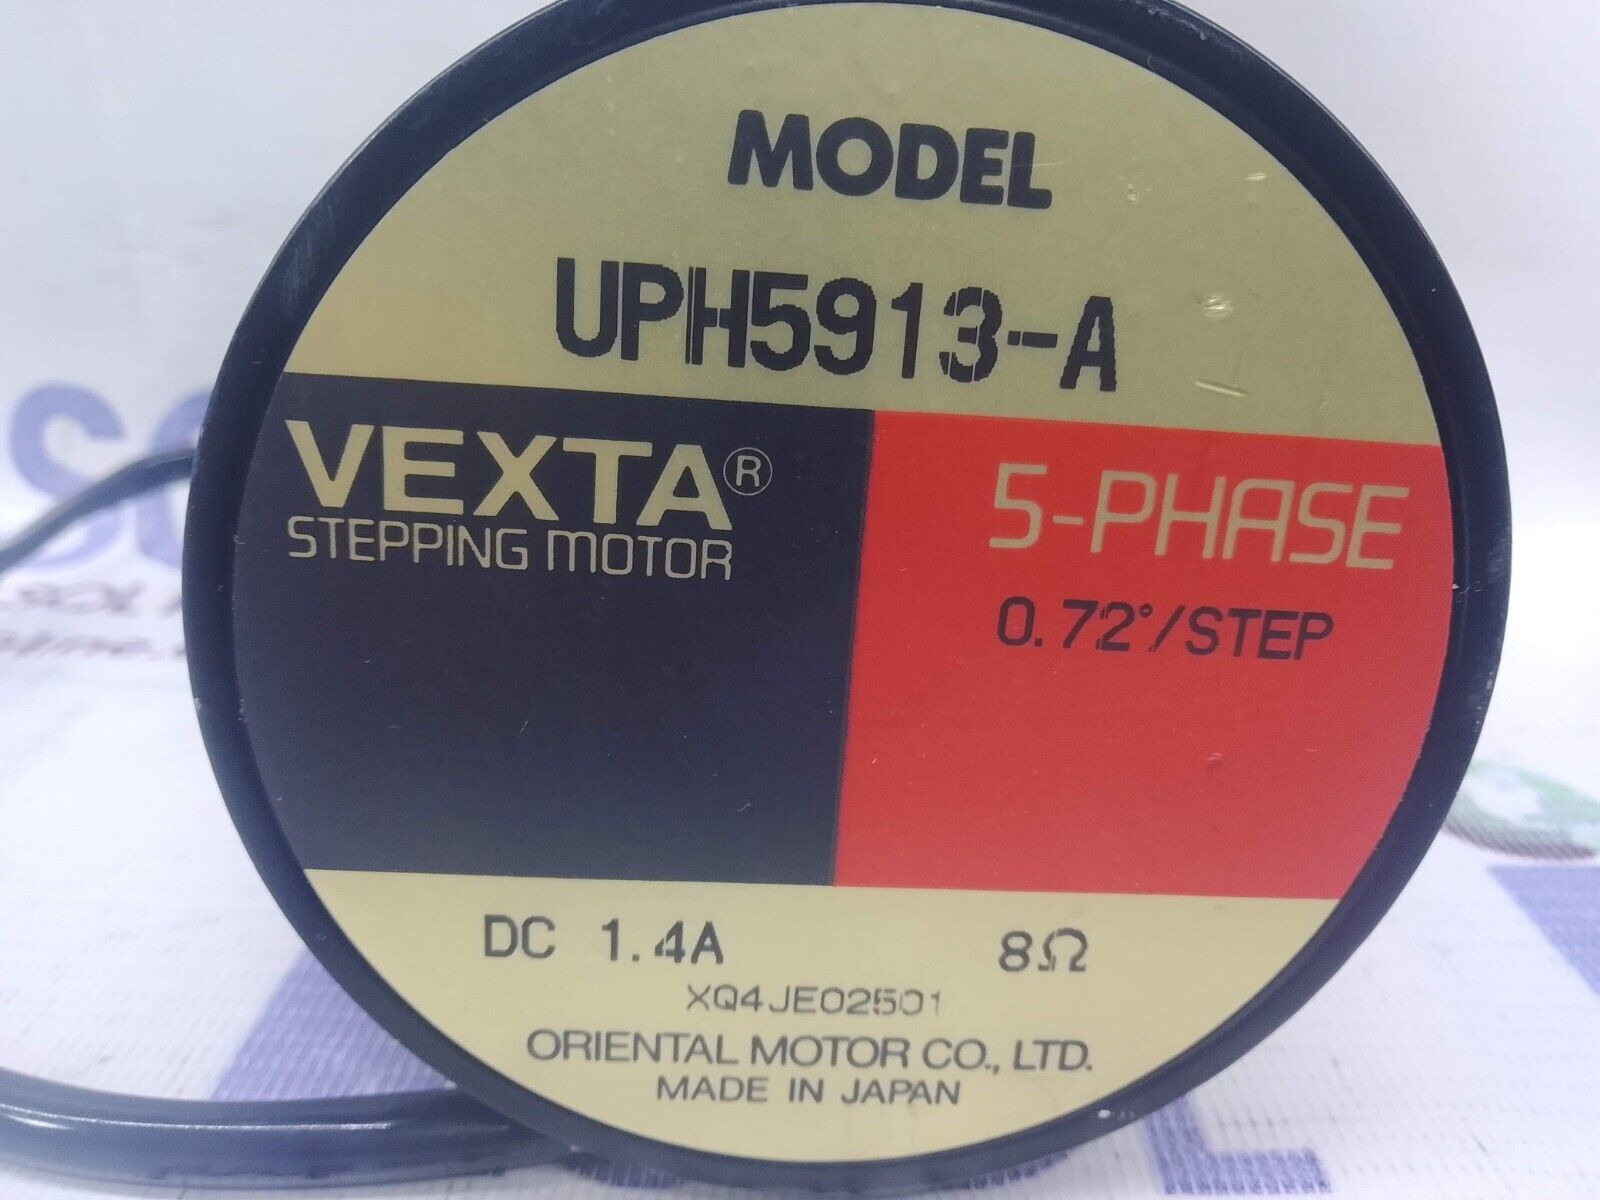 MODEL
UPH5913-A
VEXTA®
STEPPING MOTOR
5-PHASE
0.72°/STEP
DC 1.4A 8Ω
XQ4JE02501
ORIENTAL MOTOR CO., LTD.
MADE IN JAPAN